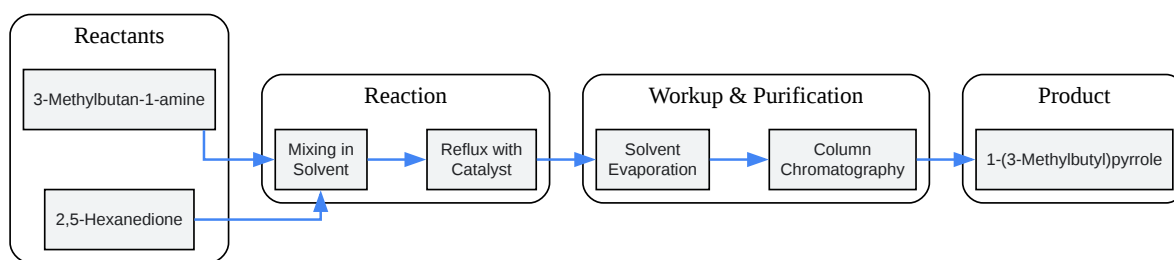 Reactants
3-Methylbutan-1-amine
2,5-Hexanedione
Reaction
Mixing in
Solvent
Reflux with
Catalyst
Workup & Purification
Solvent
Evaporation
Column
Chromatography
Product
1-(3-Methylbutyl)pyrrole